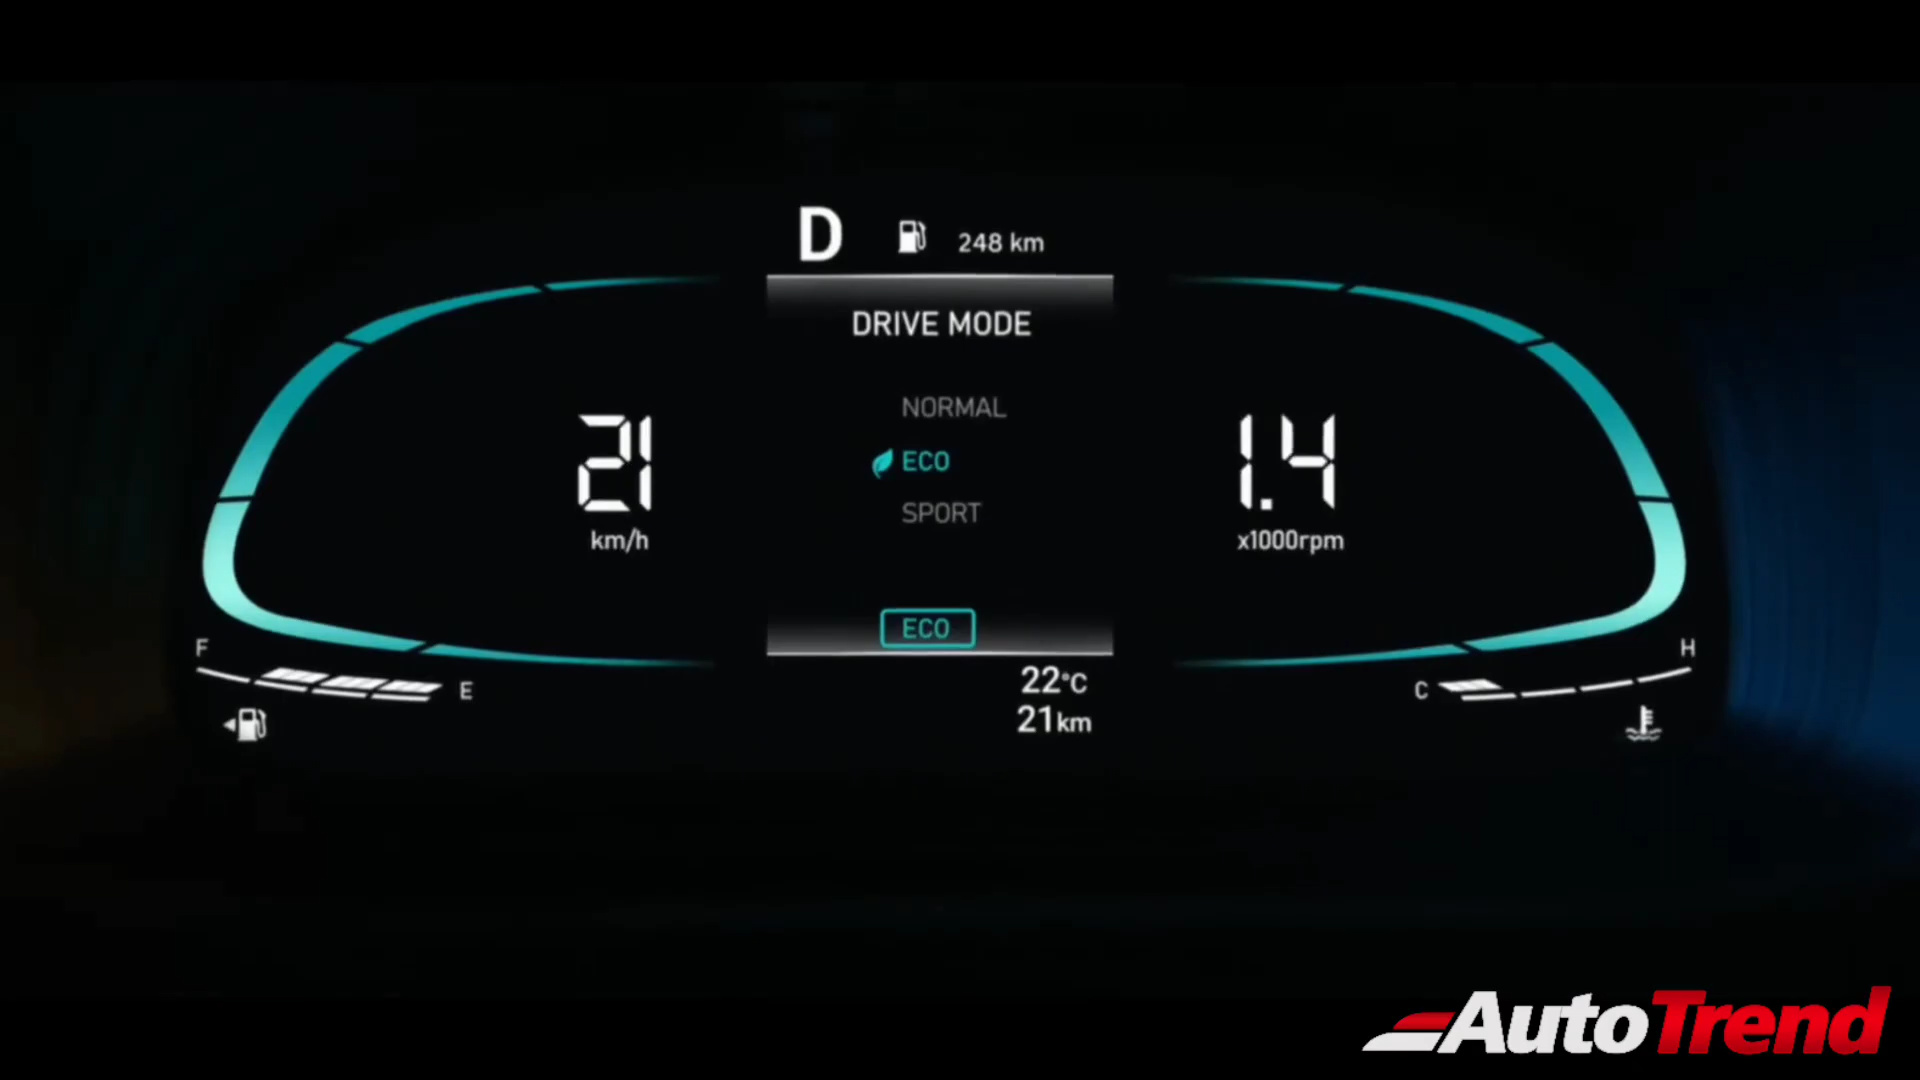 D 248 km
DRIVE MODE
NORMAL
ECO
SPORT
21
km/h
1.4
x1000rpm
ECO
F
E
22°C
21km
C
H
AutoTrend